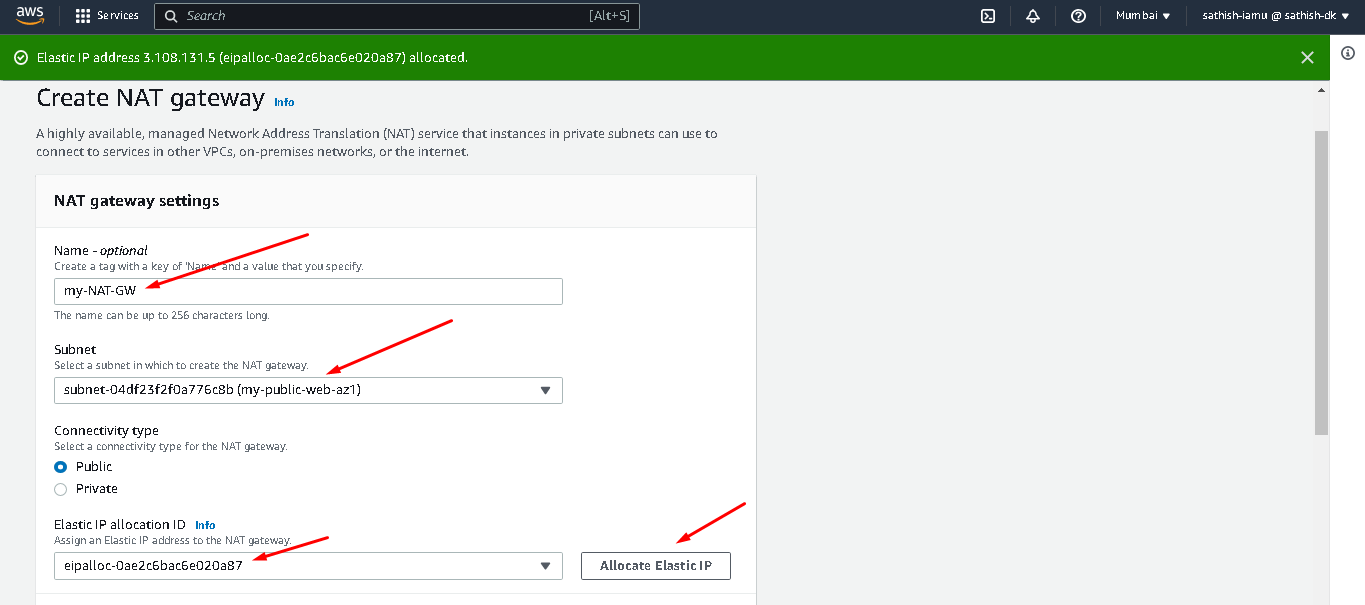 aws
Services
Search
[Alt+S]
Mumbai
sathish-iamu @ sathish-dk
Elastic IP address 3.108.131.5 (eipalloc-0ae2c6bac6e020a87) allocated.
Create NAT gateway Info
A highly available, managed Network Address Translation (NAT) service that instances in private subnets can use to
connect to services in other VPCs, on-premises networks, or the internet.
NAT gateway settings
Name - optional
Create a tag with a key of 'Name' and a value that you specify.
my-NAT-GW
The name can be up to 256 characters long.
Subnet
Select a subnet in which to create the NAT gateway.
subnet-04df23f2f0a776c8b (my-public-web-az1)
Connectivity type
Select a connectivity type for the NAT gateway.
Public
Private
Elastic IP allocation ID Info
Assign an Elastic IP address to the NAT gateway.
eipalloc-0ae2c6bac6e020a87
Allocate Elastic IP